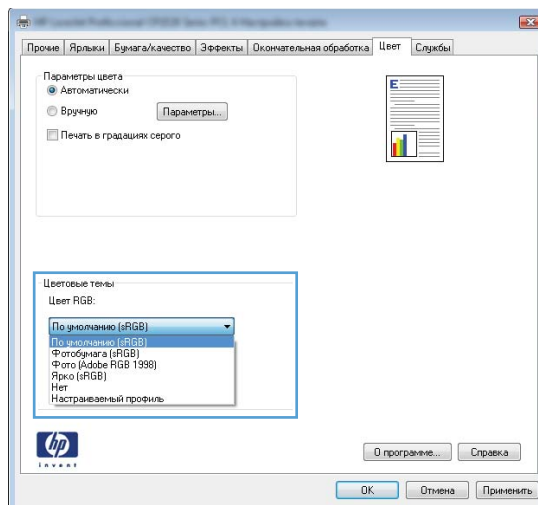 Прочие Ярлыки Бумага/качество Эффекты Окончательная обработка Цвет Службы
Параметры цвета
Автоматически
Вручную Параметры...
Печать в градациях серого
E
Цветовые темы
Цвет RGB:
По умолчанию (sRGB)
По умолчанию (sRGB)
Фотобумага (sRGB)
Фото (Adobe RGB 1998)
Ярко (sRGB)
Нет
Настраиваемый профиль
hp
invent
О программе... Справка
OK Отмена Применить